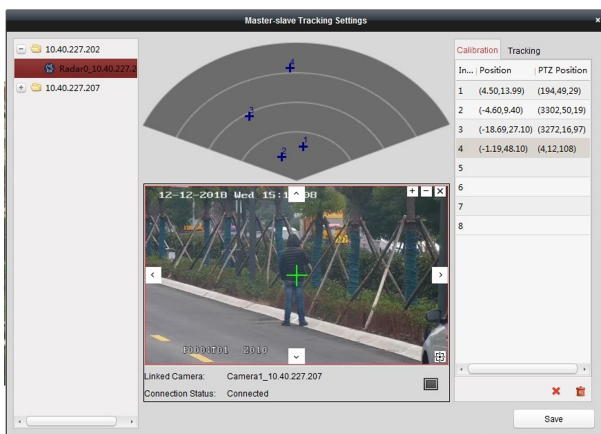 Master-slave Tracking Settings
×
10.40.227.202
Radar0_10.40.227.2
10.40.227.207
4
3
1
2
12-12-2018 Wed 15:1 :08
Linked Camera: Camera1_10.40.227.207
Connection Status: Connected
Calibration Tracking
In... Position PTZ Position
1 (4.50,13.99) (194,49,29)
2 (-4.60,9.40) (3302,50,19)
3 (-18.69,27.10) (3272,16,97)
4 (-1.19,48.10) (4,12,108)
5
6
7
8
Save